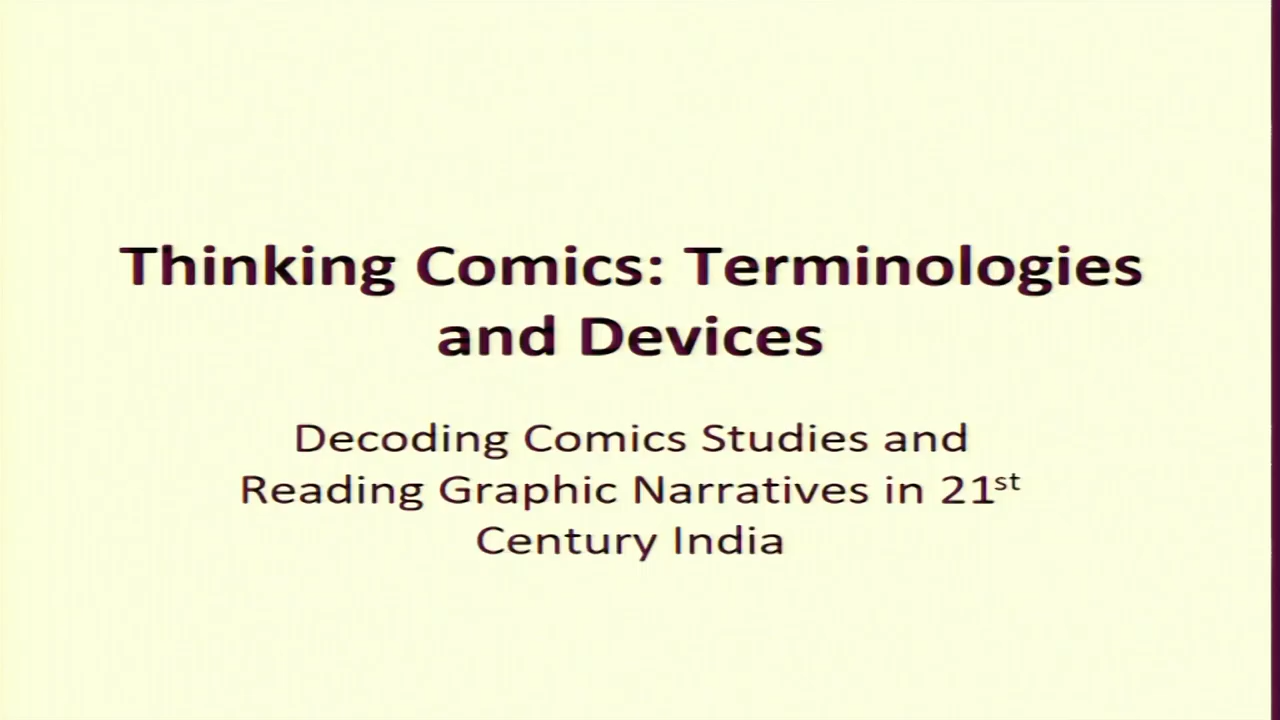 Thinking Comics: Terminologies
and Devices
Decoding Comics Studies and
Reading Graphic Narratives in 21st
Century India